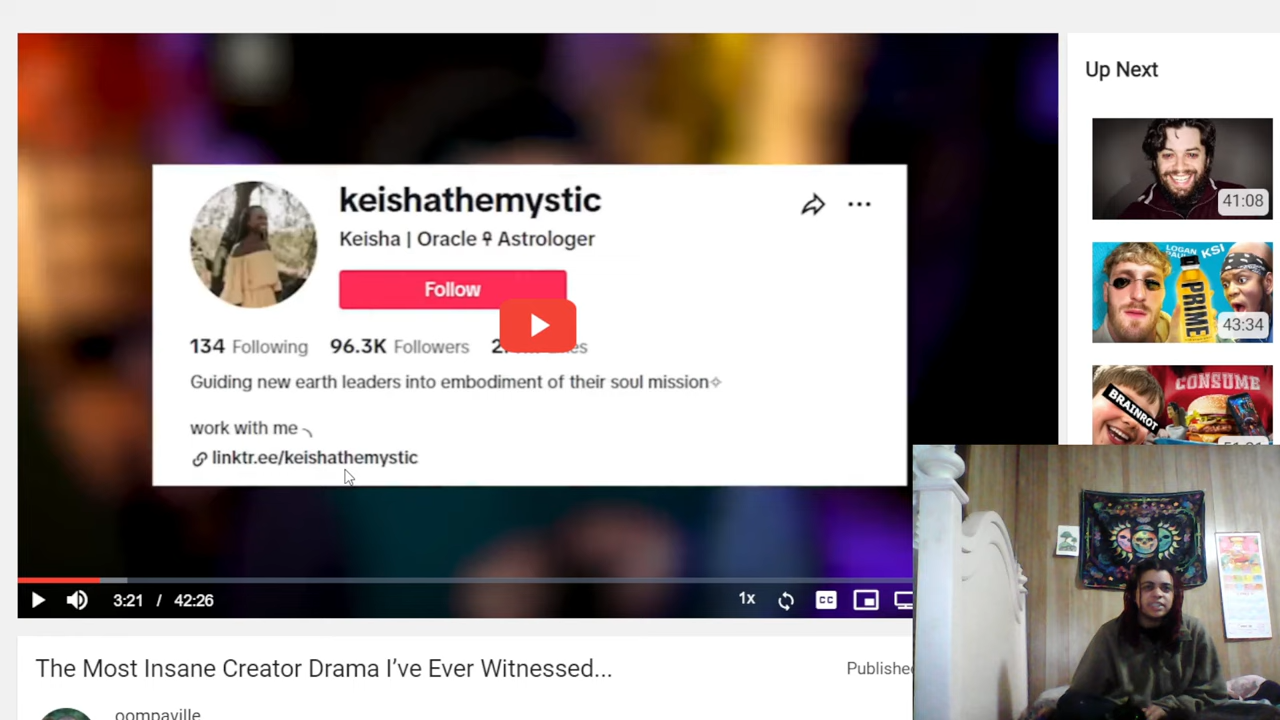 Up Next
keishathemystic
Keisha | Oracle ♀ Astrologer
Follow
134 Following 96.3K Followers
Guiding new earth leaders into embodiment of their soul mission✧
work with me
linktr.ee/keishathemystic
41:08
LOGAN
PAUL
KSI
PRIME
43:34
CONSUME
BRAINROT
3:21 / 42:26
1x
CC
The Most Insane Creator Drama I've Ever Witnessed...
oompaville